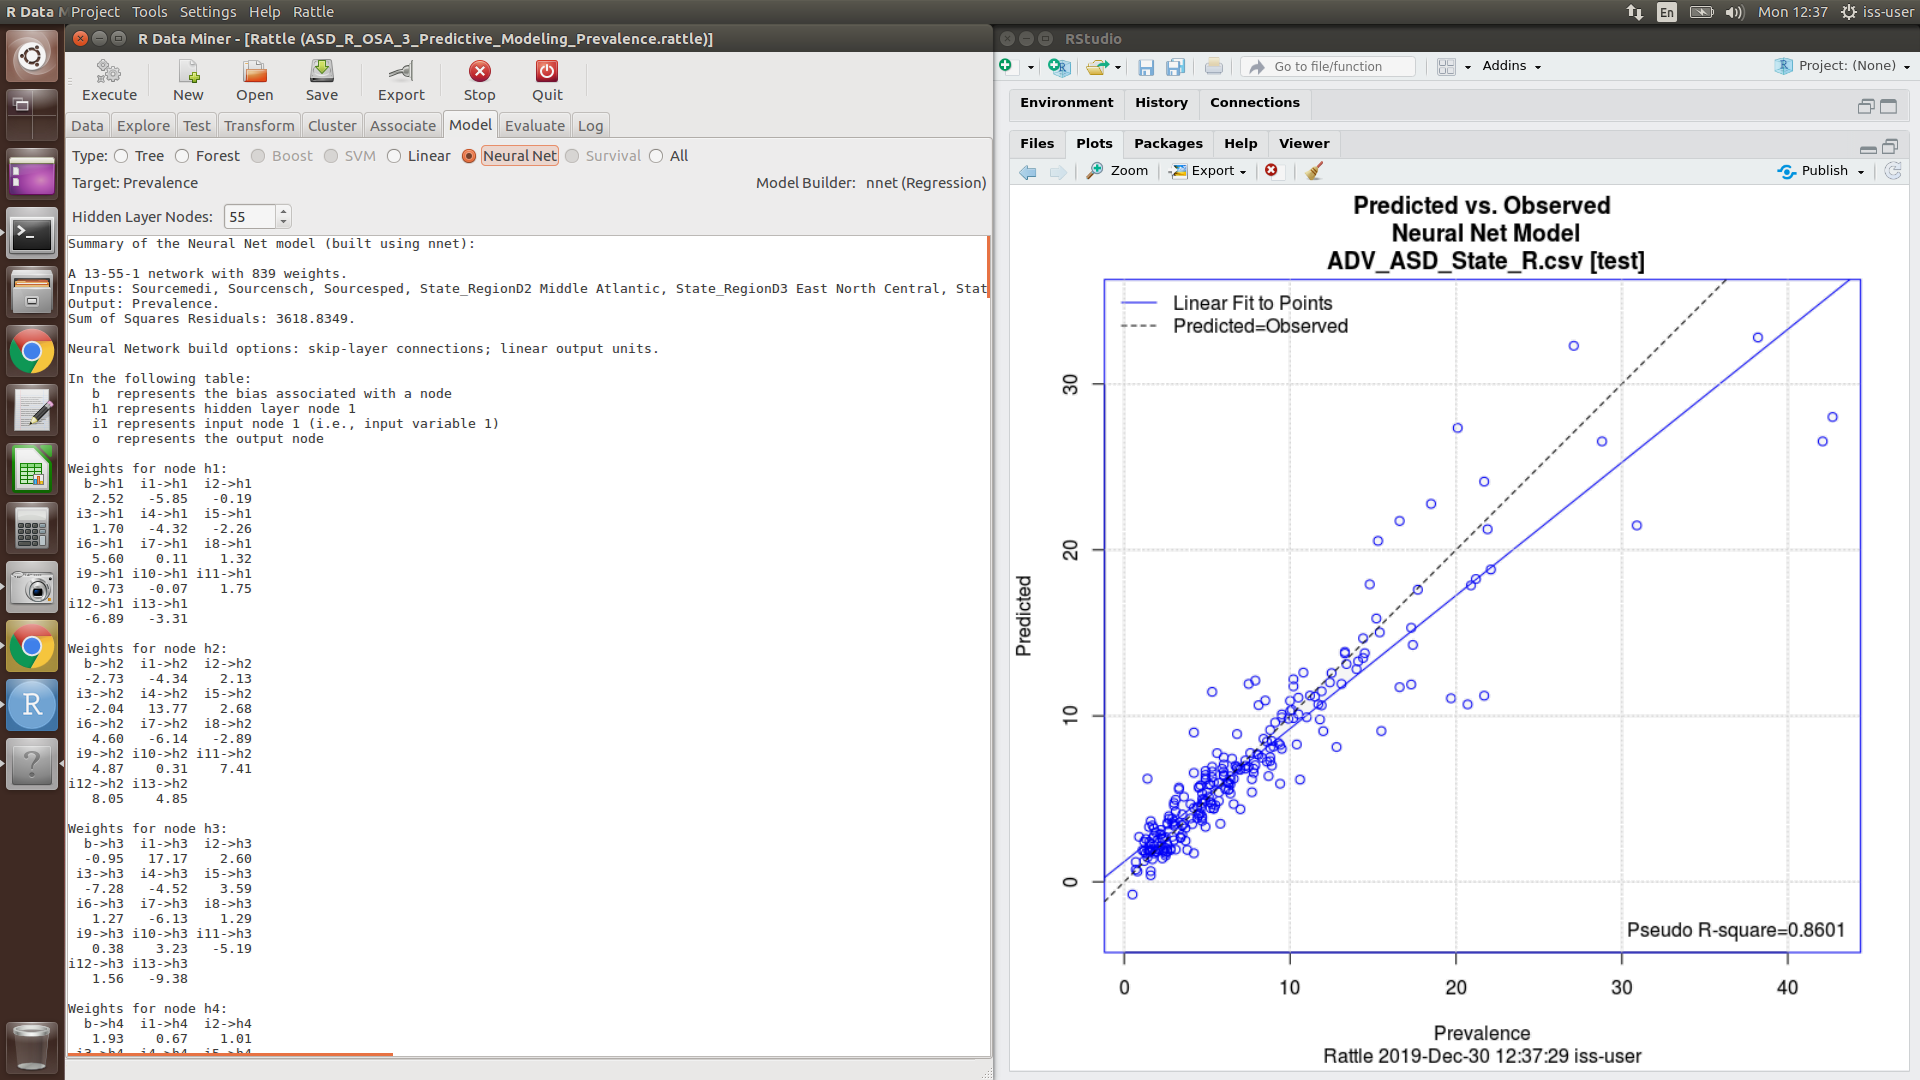 R Data M Project Tools Settings Help Rattle
En Mon 12:37 iss-user
R Data Miner - [Rattle (ASD_R_OSA_3_Predictive_Modeling_Prevalence.rattle)]
Execute New Open Save Export Stop Quit
Data Explore Test Transform Cluster Associate Model Evaluate Log
Type: Tree Forest Boost SVM Linear Neural Net Survival All
Target: Prevalence Model Builder: nnet (Regression)
Hidden Layer Nodes: 55
Summary of the Neural Net model (built using nnet):
A 13-55-1 network with 839 weights.
Inputs: Sourcemedi, Sourcensch, Sourcesped, State_RegionD2 Middle Atlantic, State_RegionD3 East North Central, Stat
Output: Prevalence.
Sum of Squares Residuals: 3618.8349.
Neural Network build options: skip-layer connections; linear output units.
In the following table:
b represents the bias associated with a node
h1 represents hidden layer node 1
i1 represents input node 1 (i.e., input variable 1)
o represents the output node
Weights for node h1:
b->h1 i1->h1 i2->h1
2.52 -5.85 -0.19
i3->h1 i4->h1 i5->h1
1.70 -4.32 -2.26
i6->h1 i7->h1 i8->h1
5.60 0.11 1.32
i9->h1 i10->h1 i11->h1
0.73 -0.07 1.75
i12->h1 i13->h1
-6.89 -3.31
Weights for node h2:
b->h2 i1->h2 i2->h2
-2.73 -4.34 2.13
i3->h2 i4->h2 i5->h2
-2.04 13.77 2.68
i6->h2 i7->h2 i8->h2
4.60 -6.14 -2.89
i9->h2 i10->h2 i11->h2
4.87 0.31 7.41
i12->h2 i13->h2
8.05 4.85
Weights for node h3:
b->h3 i1->h3 i2->h3
-0.95 17.17 2.60
i3->h3 i4->h3 i5->h3
-7.28 -4.52 3.59
i6->h3 i7->h3 i8->h3
1.27 -6.13 1.29
i9->h3 i10->h3 i11->h3
0.38 3.23 -5.19
i12->h3 i13->h3
1.56 -9.38
Weights for node h4:
b->h4 i1->h4 i2->h4
1.93 0.67 1.01
i3->h4 i4->h4 i5->h4
RStudio
Go to file/function Addins Project: (None)
Environment History Connections
Files Plots Packages Help Viewer
Zoom Export Publish
Predicted vs. Observed
Neural Net Model
ADV_ASD_State_R.csv [test]
Linear Fit to Points
Predicted=Observed
30
20
10
0
Predicted
Pseudo R-square=0.8601
0 10 20 30 40
Prevalence
Rattle 2019-Dec-30 12:37:29 iss-user